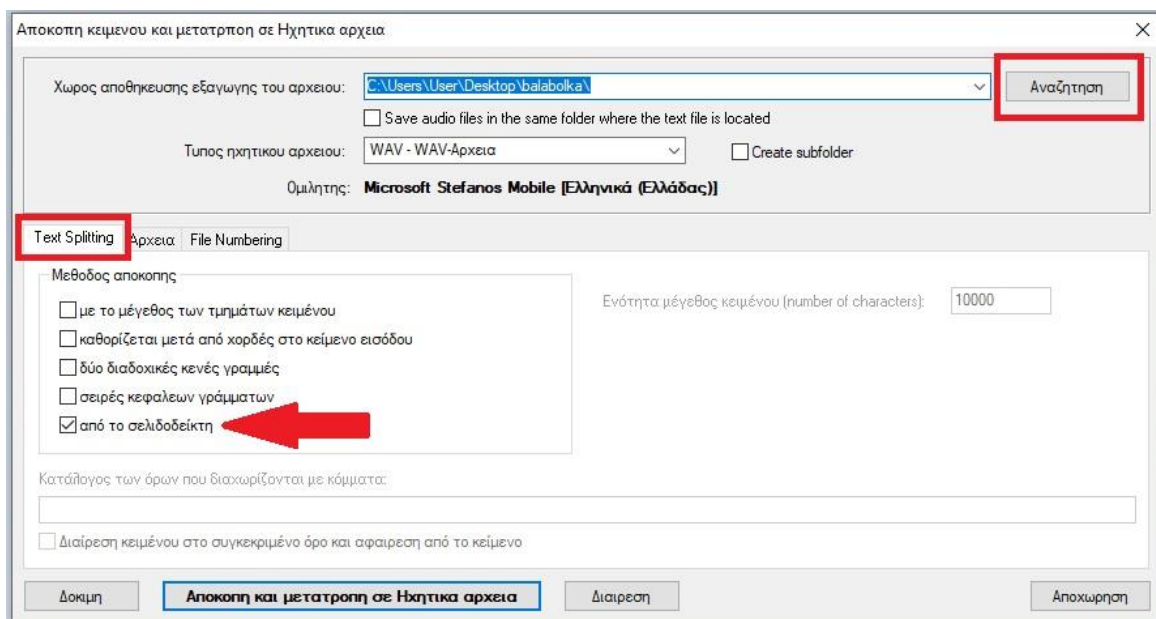 Αποκοπη κειμενου και μετατρποη σε Ηχητικα αρχεια
Χωρος αποθηκευσης εξαγωγης του αρχειου: C:\Users\User\Desktop\balabolka\ Αναζητηση
Save audio files in the same folder where the text file is located
Τυπος ηχητικου αρχειου: WAV - WAV-Αρχεια Create subfolder
Ομιλητης: Microsoft Stefanos Mobile [Ελληνικά (Ελλάδας)]
Text Splitting Αρχεια File Numbering
Μεθοδος αποκοπης
Ενότητα μέγεθος κειμένου (number of characters): 10000
με το μέγεθος των τμημάτων κειμένου
καθορίζεται μετά από χορδές στο κείμενο εισόδου
δύο διαδοχικές κενές γραμμές
σειρές κεφαλεων γράμματων
από το σελιδοδείκτη
Κατάλογος των όρων που διαχωρίζονται με κόμματα:
Διαίρεση κειμένου στο συγκεκριμένο όρο και αφαιρεση από το κείμενο
Δοκιμη Αποκοπη και μετατροπη σε Ηχητικα αρχεια Διαιρεση Αποχωρηση